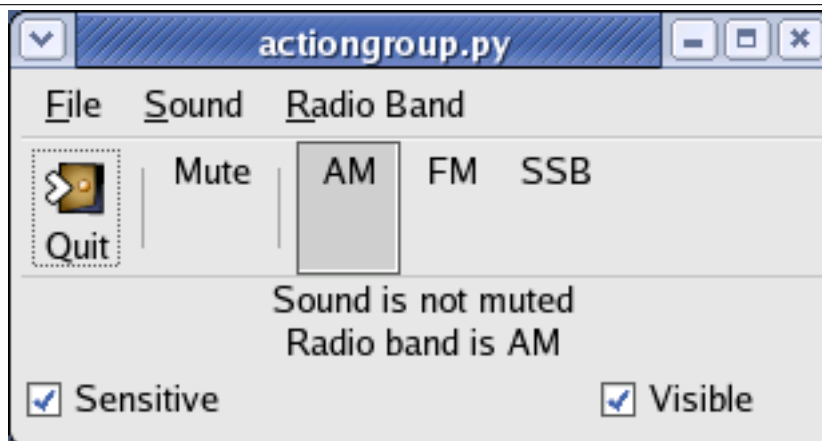 actiongroup.py
File Sound Radio Band
Mute AM FM SSB
Quit
Sound is not muted
Radio band is AM
Sensitive Visible